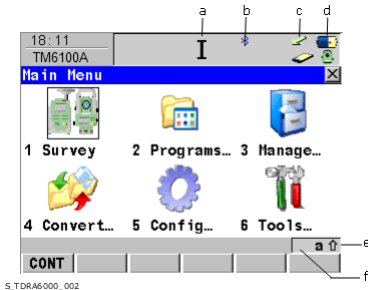 a b c d
18:11
I
TM6100A
Main Menu
1 Survey 2 Programs… 3 Manage…
4 Convert… 5 Config… 6 Tools…
a ⇧ e
CONT
f
S_TDRA6000_002